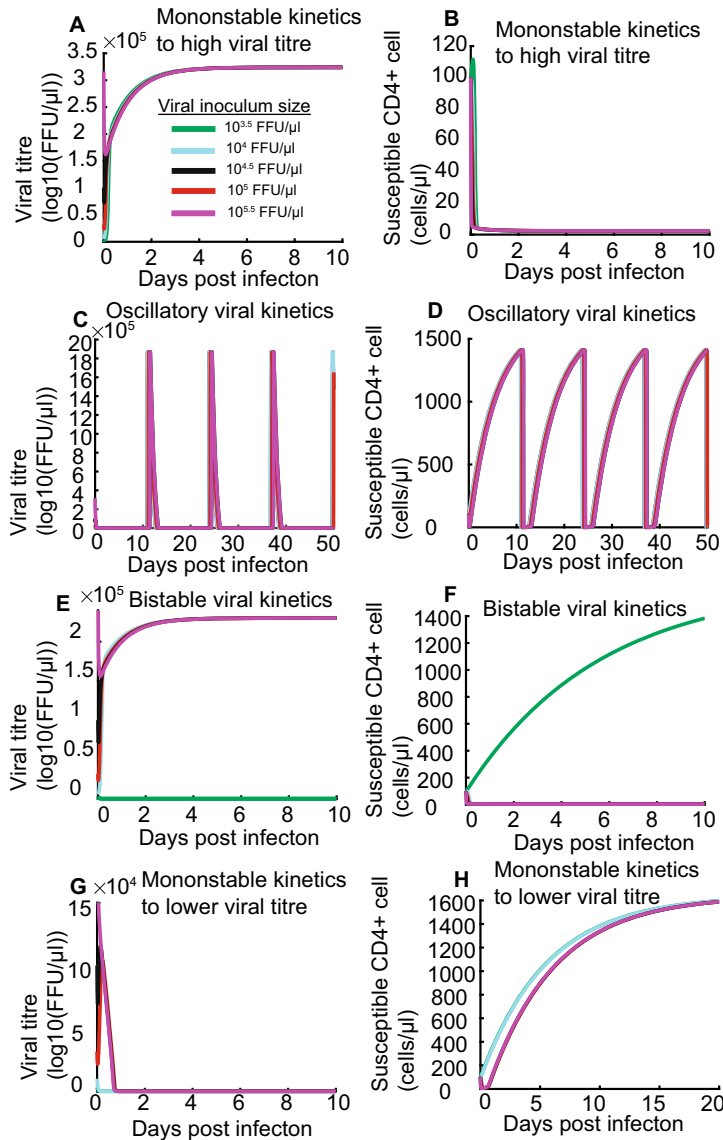 A Mononstable kinetics
to high viral titre
×10⁵
3.5
3
2.5
2
1.5
1
0.5
0
Viral titre
(log10(FFU/µl))
Viral inoculum size
10³·⁵ FFU/µl
10⁴ FFU/µl
10⁴·⁵ FFU/µl
10⁵ FFU/µl
10⁵·⁵ FFU/µl
0 2 4 6 8 10
Days post infecton
B Mononstable kinetics
to high viral titre
120
100
80
60
40
20
0
Susceptible CD4+ cell
(cells/µl)
0 2 4 6 8 10
Days post infecton
C Oscillatory viral kinetics
×10⁵
20
18
16
14
12
10
8
6
4
2
0
Viral titre
(log10(FFU/µl))
0 10 20 30 40 50
Days post infecton
D Oscillatory viral kinetics
1500
1000
500
0
Susceptible CD4+ cell
(cells/µl)
0 10 20 30 40 50
Days post infecton
E Bistable viral kinetics
×10⁵
2
1.5
1
0.5
0
Viral titre
(log10(FFU/µl))
0 2 4 6 8 10
Days post infecton
F Bistable viral kinetics
1400
1200
1000
800
600
400
200
0
Susceptible CD4+ cell
(cells/µl)
0 2 4 6 8 10
Days post infecton
G Mononstable kinetics
to lower viral titre
×10⁴
15
10
5
0
Viral titre
(log10(FFU/µl))
0 2 4 6 8 10
Days post infecton
H Mononstable kinetics
to lower viral titre
1600
1400
1200
1000
800
600
400
200
0
Susceptible CD4+ cell
(cells/µl)
0 5 10 15 20
Days post infecton